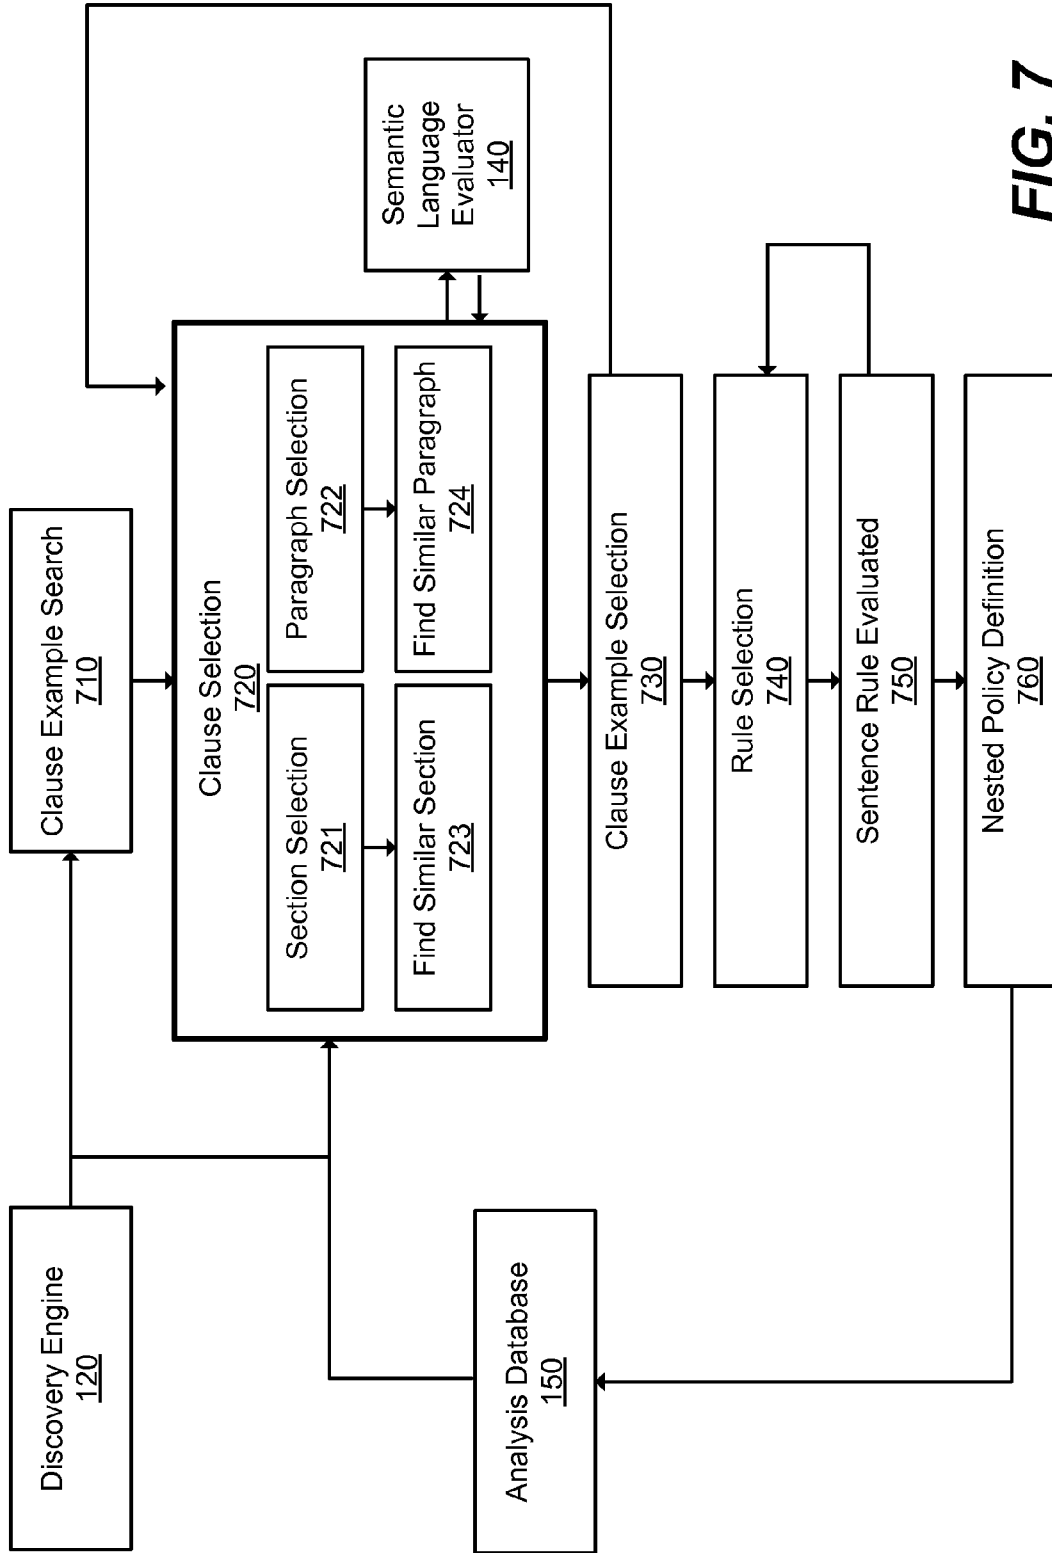 Discovery Engine
120
Clause Example Search
710
Clause Selection
720
Section Selection
721
Paragraph Selection
722
Find Similar Section
723
Find Similar Paragraph
724
Semantic
Language
Evaluator
140
Analysis Database
150
Clause Example Selection
730
Rule Selection
740
Sentence Rule Evaluated
750
Nested Policy Definition
760
FIG. 7